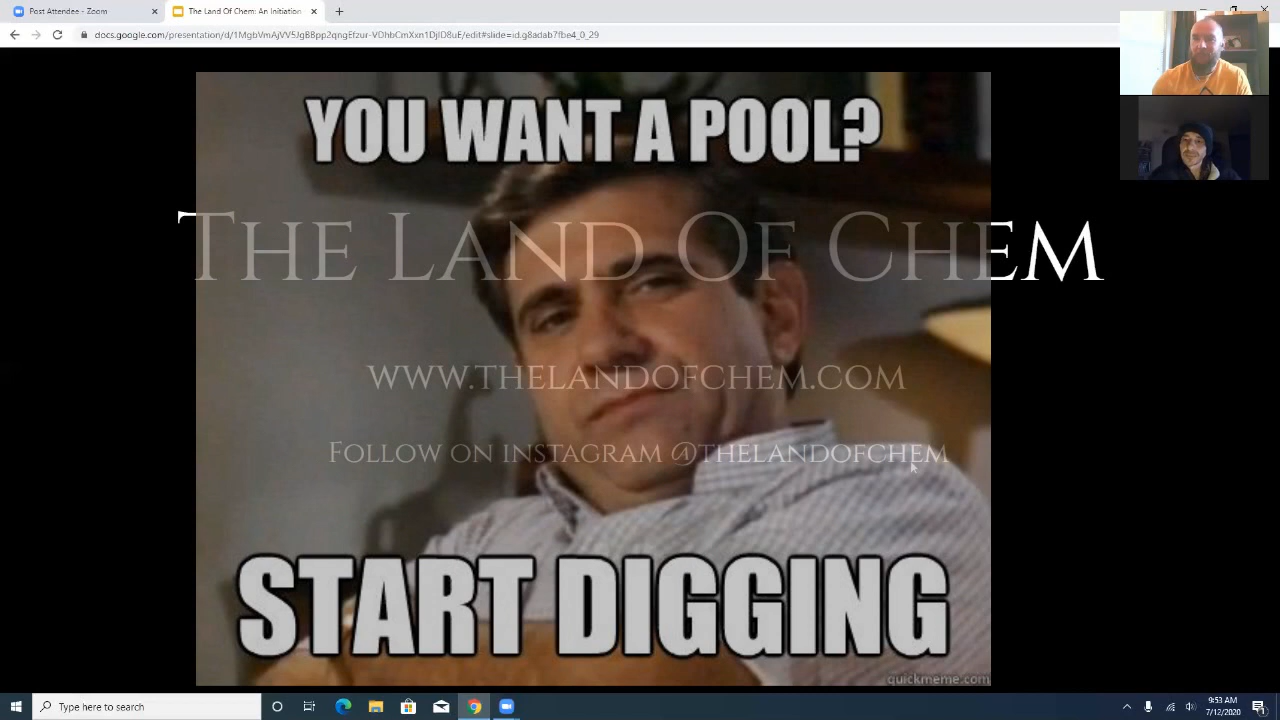 Post Attendee - Zoom
The Land Of Chem: An Initiation
docs.google.com/presentation/d/1MgbVmAjVV5JgBBpp2qngEfzur-VDhbCmXxn1DjlD8uE/edit#slide=id.g8adab7fbe4_0_29
YOU WANT A POOL?
THE LAND OF CHEM
WWW.THELANDOFCHEM.COM
FOLLOW ON INSTAGRAM @THELANDOFCHEM
START DIGGING
quickmeme.com
Type here to search
9:53 AM
7/12/2020